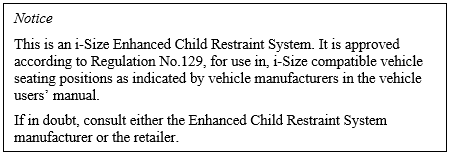 Notice
This is an i-Size Enhanced Child Restraint System. It is approved
according to Regulation No.129, for use in, i-Size compatible vehicle
seating positions as indicated by vehicle manufacturers in the vehicle
users’ manual.
If in doubt, consult either the Enhanced Child Restraint System
manufacturer or the retailer.